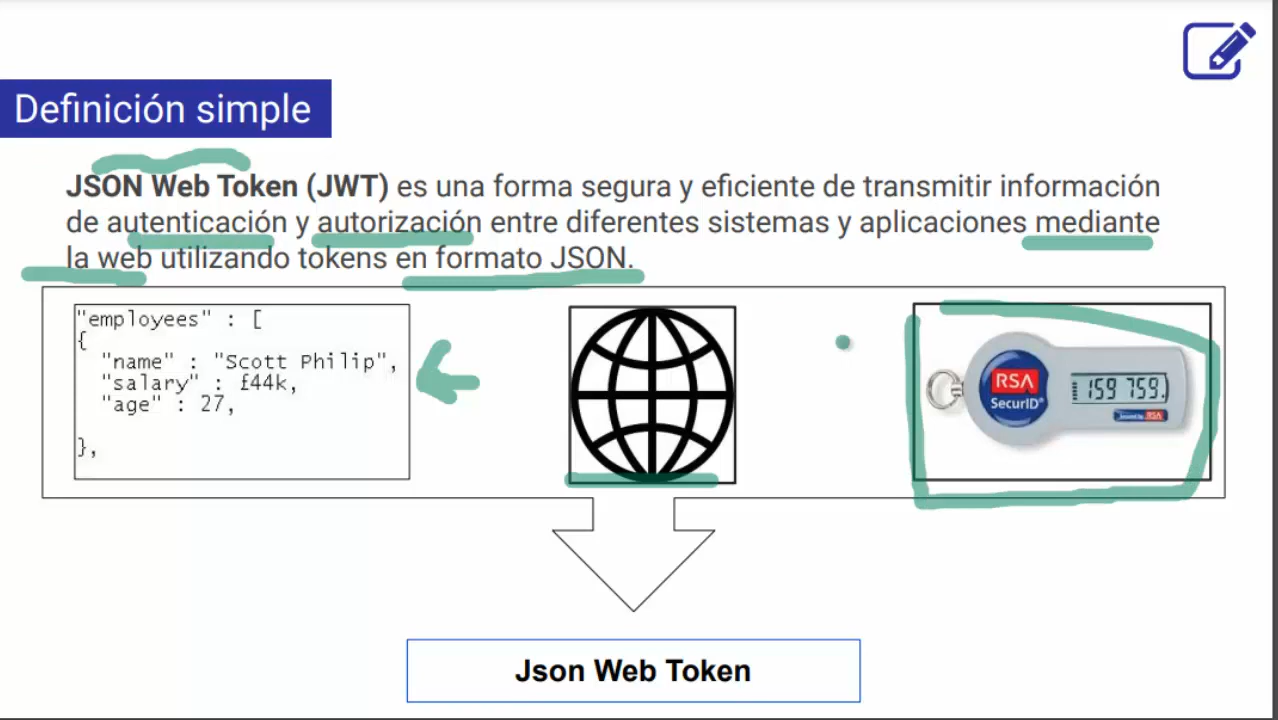 Definición simple
JSON Web Token (JWT) es una forma segura y eficiente de transmitir información
de autenticación y autorización entre diferentes sistemas y aplicaciones mediante
la web utilizando tokens en formato JSON.
"employees" : [
{
"name" : "Scott Philip",
"salary" : £44k,
"age" : 27,
},
RSA
SecurID®
159 759
RSA
Json Web Token